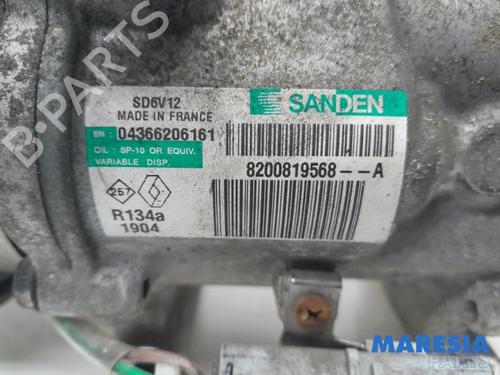 SD6V12
MADE IN FRANCE
SANDEN
SN: 04366206161
OIL: SP-10 OR EQUIV.
VARIABLE DISP.
8200819568--A
257
R134a
1904
MARESIA
PARTS